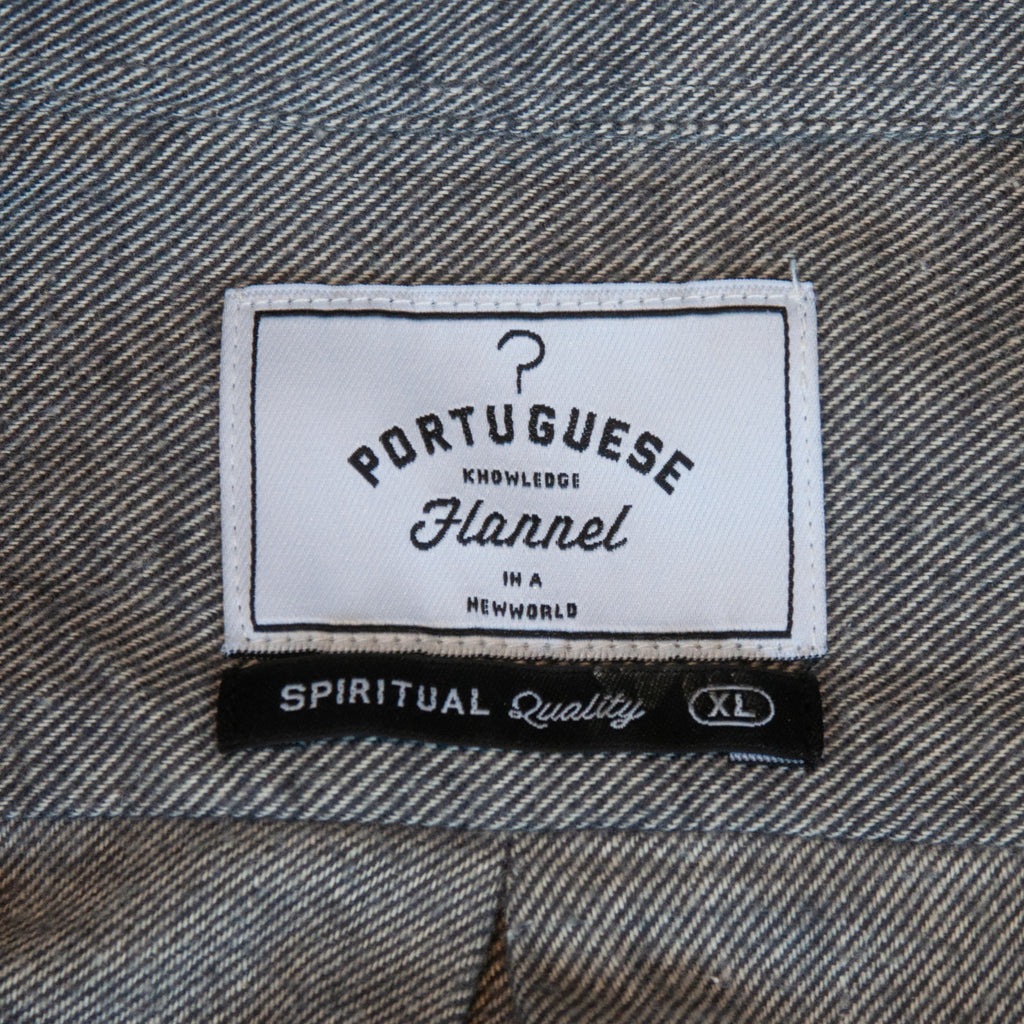 PORTUGUESE
KNOWLEDGE
Flannel
IN A
NEWWORLD
SPIRITUAL Quality XL